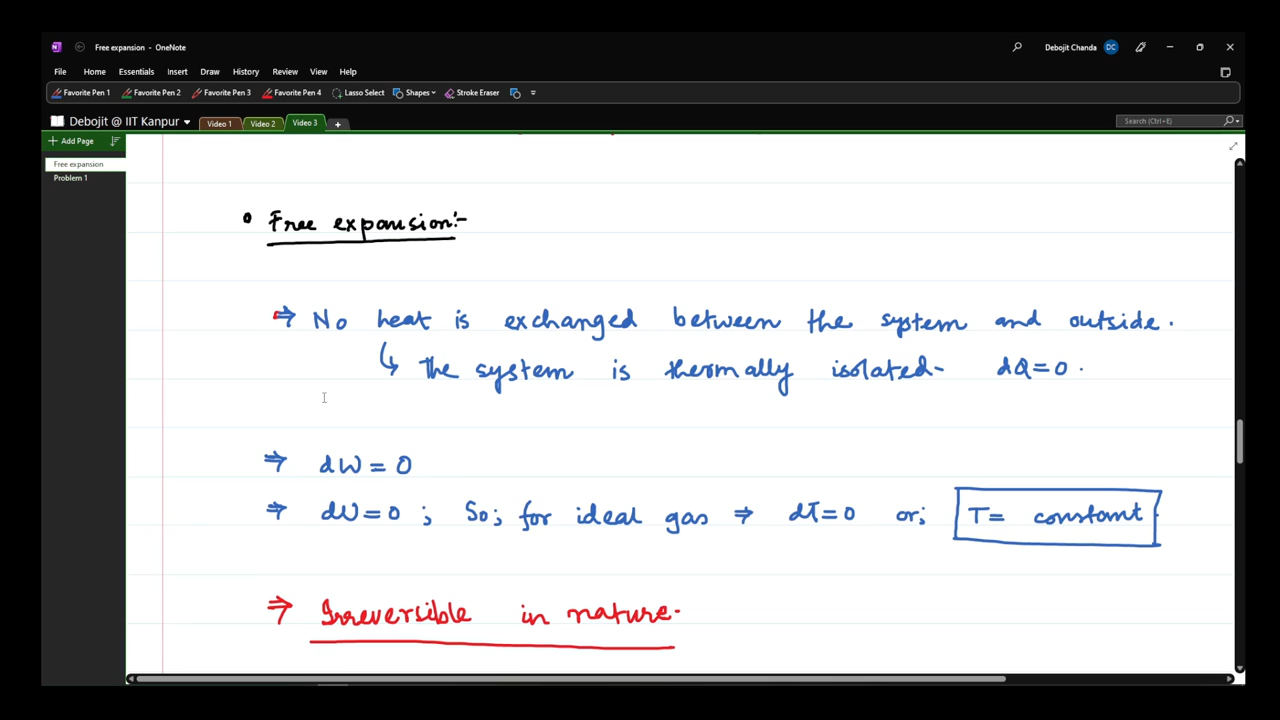 Free expansion - OneNote
Debojit Chanda DC
File Home Essentials Insert Draw History Review View Help
Favorite Pen 1 Favorite Pen 2 Favorite Pen 3 Favorite Pen 4 Lasso Select Shapes Stroke Eraser
Debojit @ IIT Kanpur Video 1 Video 2 Video 3 +
Search (Ctrl+E)
+ Add Page
Free expansion
Problem 1
Free expansion:-
⇒ No heat is exchanged between the system and outside.
↳ The system is thermally isolated- dQ=0.
⇒ dW = 0
⇒ dU=0 ; So; for ideal gas ⇒ dT=0 or; T= constant
⇒ Irreversible in nature.